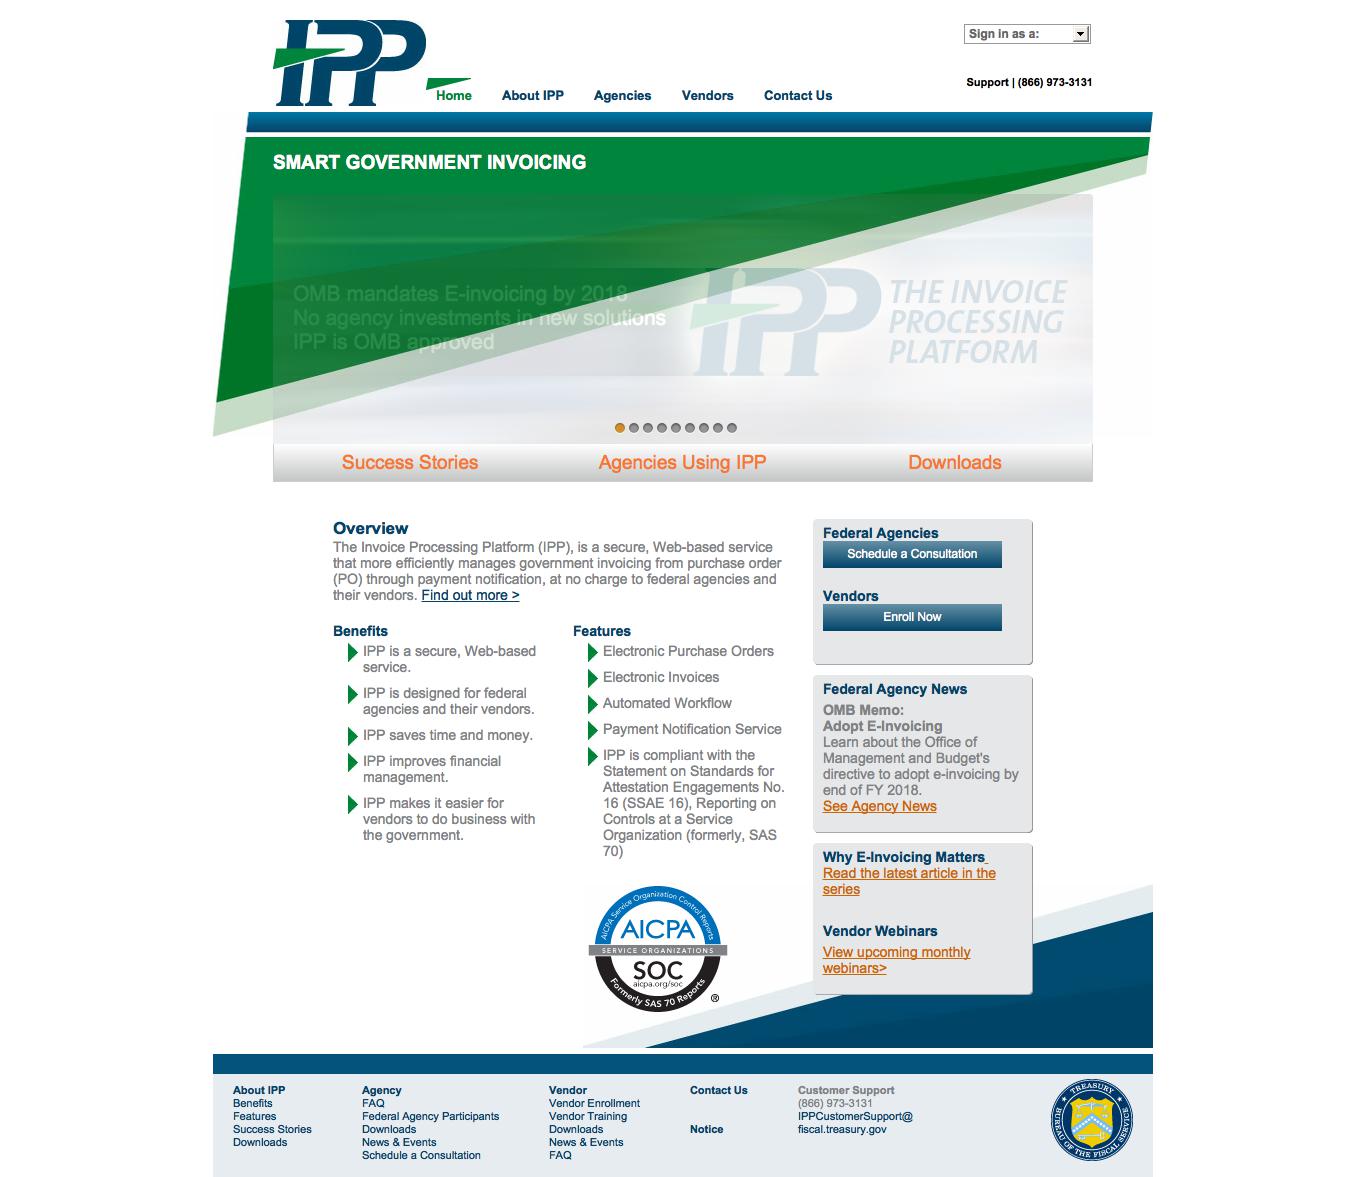 IPP
Sign in as a:
Support | (866) 973-3131
Home
About IPP
Agencies
Vendors
Contact Us
SMART GOVERNMENT INVOICING
OMB mandates E-invoicing by 2018
No agency investments in new solutions
IPP is OMB approved
IPP
THE INVOICE
PROCESSING
PLATFORM
Success Stories
Agencies Using IPP
Downloads
Overview
The Invoice Processing Platform (IPP), is a secure, Web-based service
that more efficiently manages government invoicing from purchase order
(PO) through payment notification, at no charge to federal agencies and
their vendors. Find out more >
Benefits
IPP is a secure, Web-based
service.
IPP is designed for federal
agencies and their vendors.
IPP saves time and money.
IPP improves financial
management.
IPP makes it easier for
vendors to do business with
the government.
Features
Electronic Purchase Orders
Electronic Invoices
Automated Workflow
Payment Notification Service
IPP is compliant with the
Statement on Standards for
Attestation Engagements No.
16 (SSAE 16), Reporting on
Controls at a Service
Organization (formerly, SAS
70)
AICPA Service Organization Control Reports
AICPA
SERVICE ORGANIZATIONS
SOC
aicpa.org/soc
Formerly SAS 70 Reports
®
Federal Agencies
Schedule a Consultation
Vendors
Enroll Now
Federal Agency News
OMB Memo:
Adopt E-Invoicing
Learn about the Office of
Management and Budget's
directive to adopt e-invoicing by
end of FY 2018.
See Agency News
Why E-Invoicing Matters
Read the latest article in the
series
Vendor Webinars
View upcoming monthly
webinars>
About IPP
Benefits
Features
Success Stories
Downloads
Agency
FAQ
Federal Agency Participants
Downloads
News & Events
Schedule a Consultation
Vendor
Vendor Enrollment
Vendor Training
Downloads
News & Events
FAQ
Contact Us
Notice
Customer Support
(866) 973-3131
IPPCustomerSupport@
fiscal.treasury.gov
TREASURY
BUREAU OF THE FISCAL SERVICE